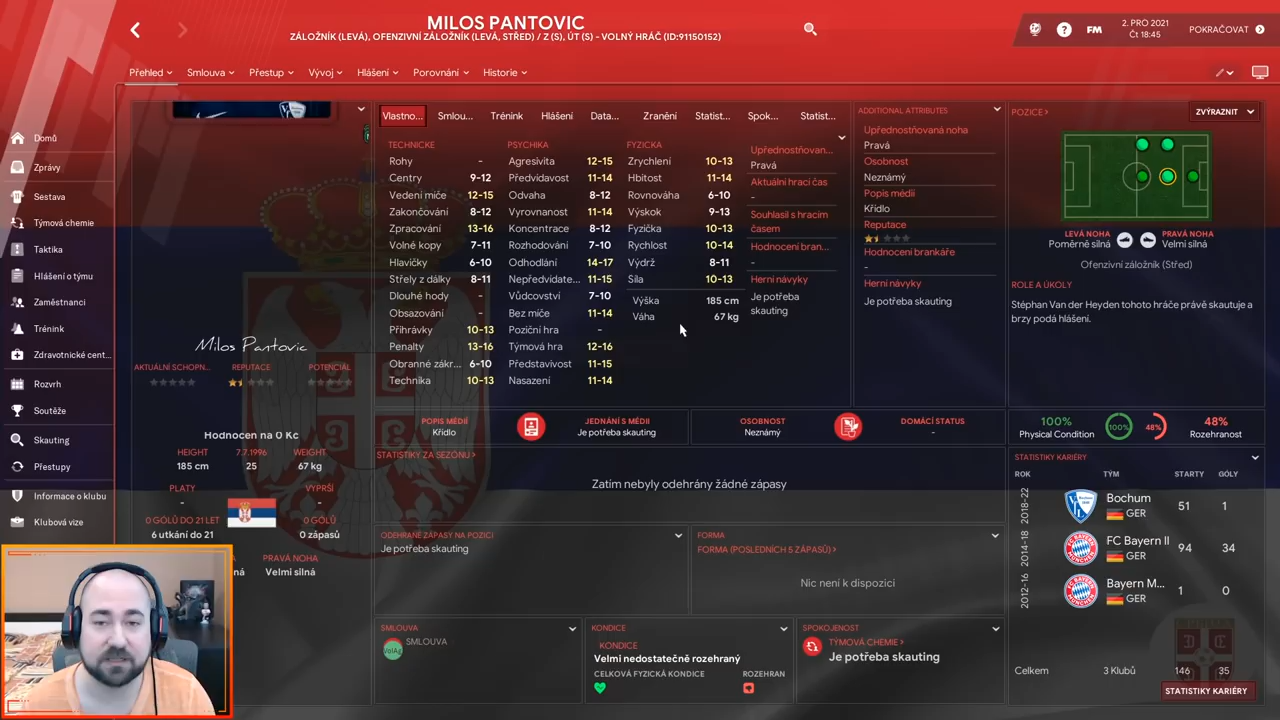 MILOS PANTOVIC
ZÁLOŽNÍK (LEVÁ), OFENZIVNÍ ZÁLOŽNÍK (LEVÁ, STŘED) / Z (S), ÚT (S) - VOLNÝ HRÁČ (ID:91150152)
FM
2. PRO 2021
Čt 18:45
POKRAČOVAT
Přehled Smlouva Přestup Vývoj Hlášení Porovnání Historie
Domů
Zprávy
Sestava
Týmová chemie
Taktika
Hlášení o týmu
Zaměstnanci
Trénink
Zdravotnické cent...
Rozvrh
Soutěže
Skauting
Přestupy
Informace o klubu
Klubová vize
Milos Pantovic
AKTUÁLNÍ SCHOPN... REPUTACE POTENCIÁL
Hodnocen na 0 Kč
HEIGHT 7.7.1996 WEIGHT
185 cm 25 67 kg
PLATY VYPRŠÍ
- -
0 GÓLŮ DO 21 LET 0 GÓLŮ
6 utkání do 21 0 zápasů
PRAVÁ NOHA
Velmi silná
Vlastno... Smlou... Trénink Hlášení Data... Zranění Statist... Spok... Statist...
TECHNICKÉ PSYCHIKA FYZICKÁ
Rohy - Agresivita 12-15 Zrychlení 10-13
Centry 9-12 Předvídavost 11-14 Hbitost 11-14
Vedení míče 12-15 Odvaha 8-12 Rovnováha 6-10
Zakončování 8-12 Vyrovnanost 11-14 Výskok 9-13
Zpracování 13-16 Koncentrace 8-12 Fyzička 10-13
Volné kopy 7-11 Rozhodování 7-10 Rychlost 10-14
Hlavičky 6-10 Odhodlání 14-17 Výdrž 8-11
Střely z dálky 8-11 Nepředvídate... 11-15 Síla 10-13
Dlouhé hody - Vůdcovství 7-10 Výška 185 cm
Obsazování - Bez míče 11-14 Váha 67 kg
Přihrávky 10-13 Poziční hra -
Penalty 13-16 Týmová hra 12-16
Obranné zákr... 6-10 Představivost 11-15
Technika 10-13 Nasazení 11-14
Upřednostňovan...
Pravá
Aktuální hrací čas
-
Souhlasil s hracím
časem
Hodnocení bran...
-
Herní návyky
Je potřeba
skauting
ADDITIONAL ATTRIBUTES
Upřednostňovaná noha
Pravá
Osobnost
Neznámý
Popis médií
Křídlo
Reputace
Hodnocení brankáře
-
Herní návyky
Je potřeba skauting
POZICE >
ZVÝRAZNIT
LEVÁ NOHA
Poměrně silná
PRAVÁ NOHA
Velmi silná
Ofenzivní záložník (Střed)
ROLE A ÚKOLY
Stéphan Van der Heyden tohoto hráče právě skautuje a
brzy podá hlášení.
POPIS MÉDIÍ
Křídlo
JEDNÁNÍ S MÉDII
Je potřeba skauting
OSOBNOST
Neznámý
DOMÁCÍ STATUS
-
100%
Physical Condition
100%
48%
48%
Rozehranost
STATISTIKY ZA SEZÓNU >
Zatím nebyly odehrány žádné zápasy
ODEHRANÉ ZÁPASY NA POZICI
Je potřeba skauting
FORMA
FORMA (POSLEDNÍCH 5 ZÁPASŮ) >
Nic není k dispozici
STATISTIKY KARIÉRY
ROK TÝM STARTY GÓLY
2018-22 Bochum GER 51 1
2014-18 FC Bayern II GER 94 34
2012-16 Bayern M... GER 1 0
Celkem 3 Klubů 146 35
STATISTIKY KARIÉRY
SMLOUVA
VolAg
SMLOUVA
KONDICE
KONDICE
Velmi nedostatečně rozehraný
CELKOVÁ FYZICKÁ KONDICE ROZEHRAN
SPOKOJENOST
TÝMOVÁ CHEMIE >
Je potřeba skauting